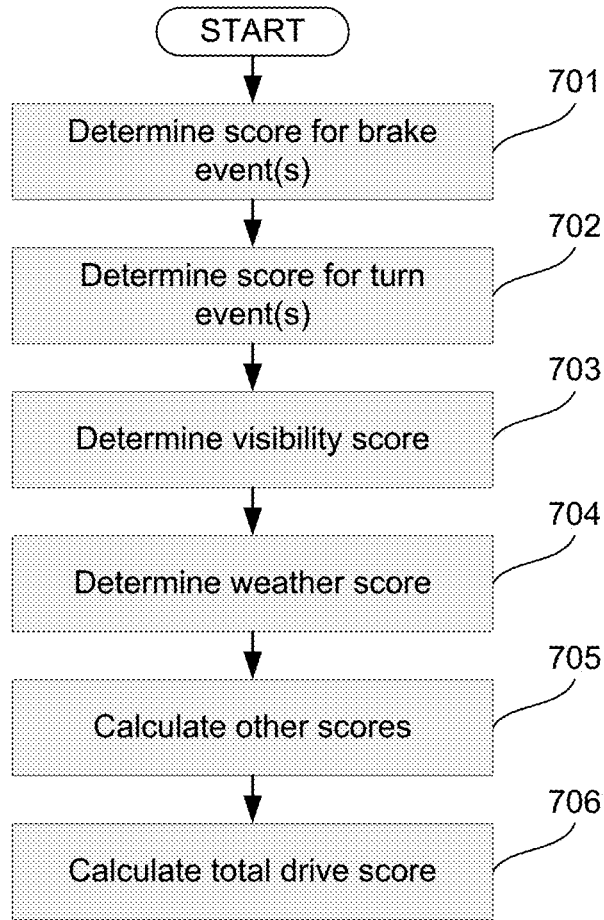 START
701
Determine score for brake
event(s)
702
Determine score for turn
event(s)
703
Determine visibility score
704
Determine weather score
705
Calculate other scores
706
Calculate total drive score